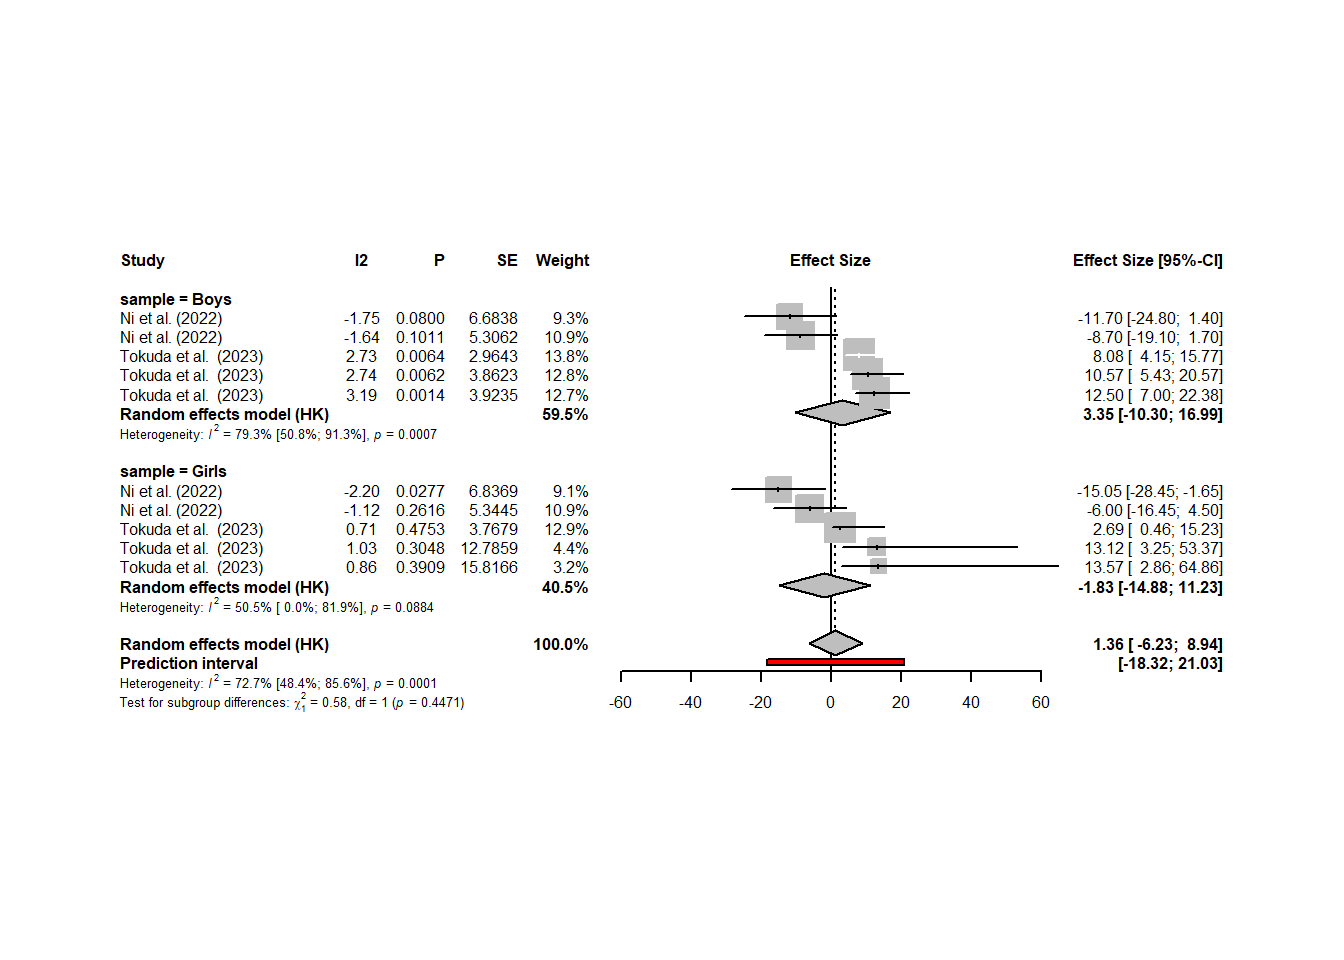 Study I2 P SE Weight Effect Size Effect Size [95%-CI]
sample = Boys
Ni et al. (2022) -1.75 0.0800 6.6838 9.3% -11.70 [-24.80; 1.40]
Ni et al. (2022) -1.64 0.1011 5.3062 10.9% -8.70 [-19.10; 1.70]
Tokuda et al. (2023) 2.73 0.0064 2.9643 13.8% 8.08 [ 4.15; 15.77]
Tokuda et al. (2023) 2.74 0.0062 3.8623 12.8% 10.57 [ 5.43; 20.57]
Tokuda et al. (2023) 3.19 0.0014 3.9235 12.7% 12.50 [ 7.00; 22.38]
Random effects model (HK) 59.5% 3.35 [-10.30; 16.99]
Heterogeneity: I² = 79.3% [50.8%; 91.3%], p = 0.0007
sample = Girls
Ni et al. (2022) -2.20 0.0277 6.8369 9.1% -15.05 [-28.45; -1.65]
Ni et al. (2022) -1.12 0.2616 5.3445 10.9% -6.00 [-16.45; 4.50]
Tokuda et al. (2023) 0.71 0.4753 3.7679 12.9% 2.69 [ 0.46; 15.23]
Tokuda et al. (2023) 1.03 0.3048 12.7859 4.4% 13.12 [ 3.25; 53.37]
Tokuda et al. (2023) 0.86 0.3909 15.8166 3.2% 13.57 [ 2.86; 64.86]
Random effects model (HK) 40.5% -1.83 [-14.88; 11.23]
Heterogeneity: I² = 50.5% [ 0.0%; 81.9%], p = 0.0884
Random effects model (HK) 100.0% 1.36 [ -6.23; 8.94]
Prediction interval [-18.32; 21.03]
Heterogeneity: I² = 72.7% [48.4%; 85.6%], p = 0.0001
Test for subgroup differences: χ²₁ = 0.58, df = 1 (p = 0.4471)
-60 -40 -20 0 20 40 60